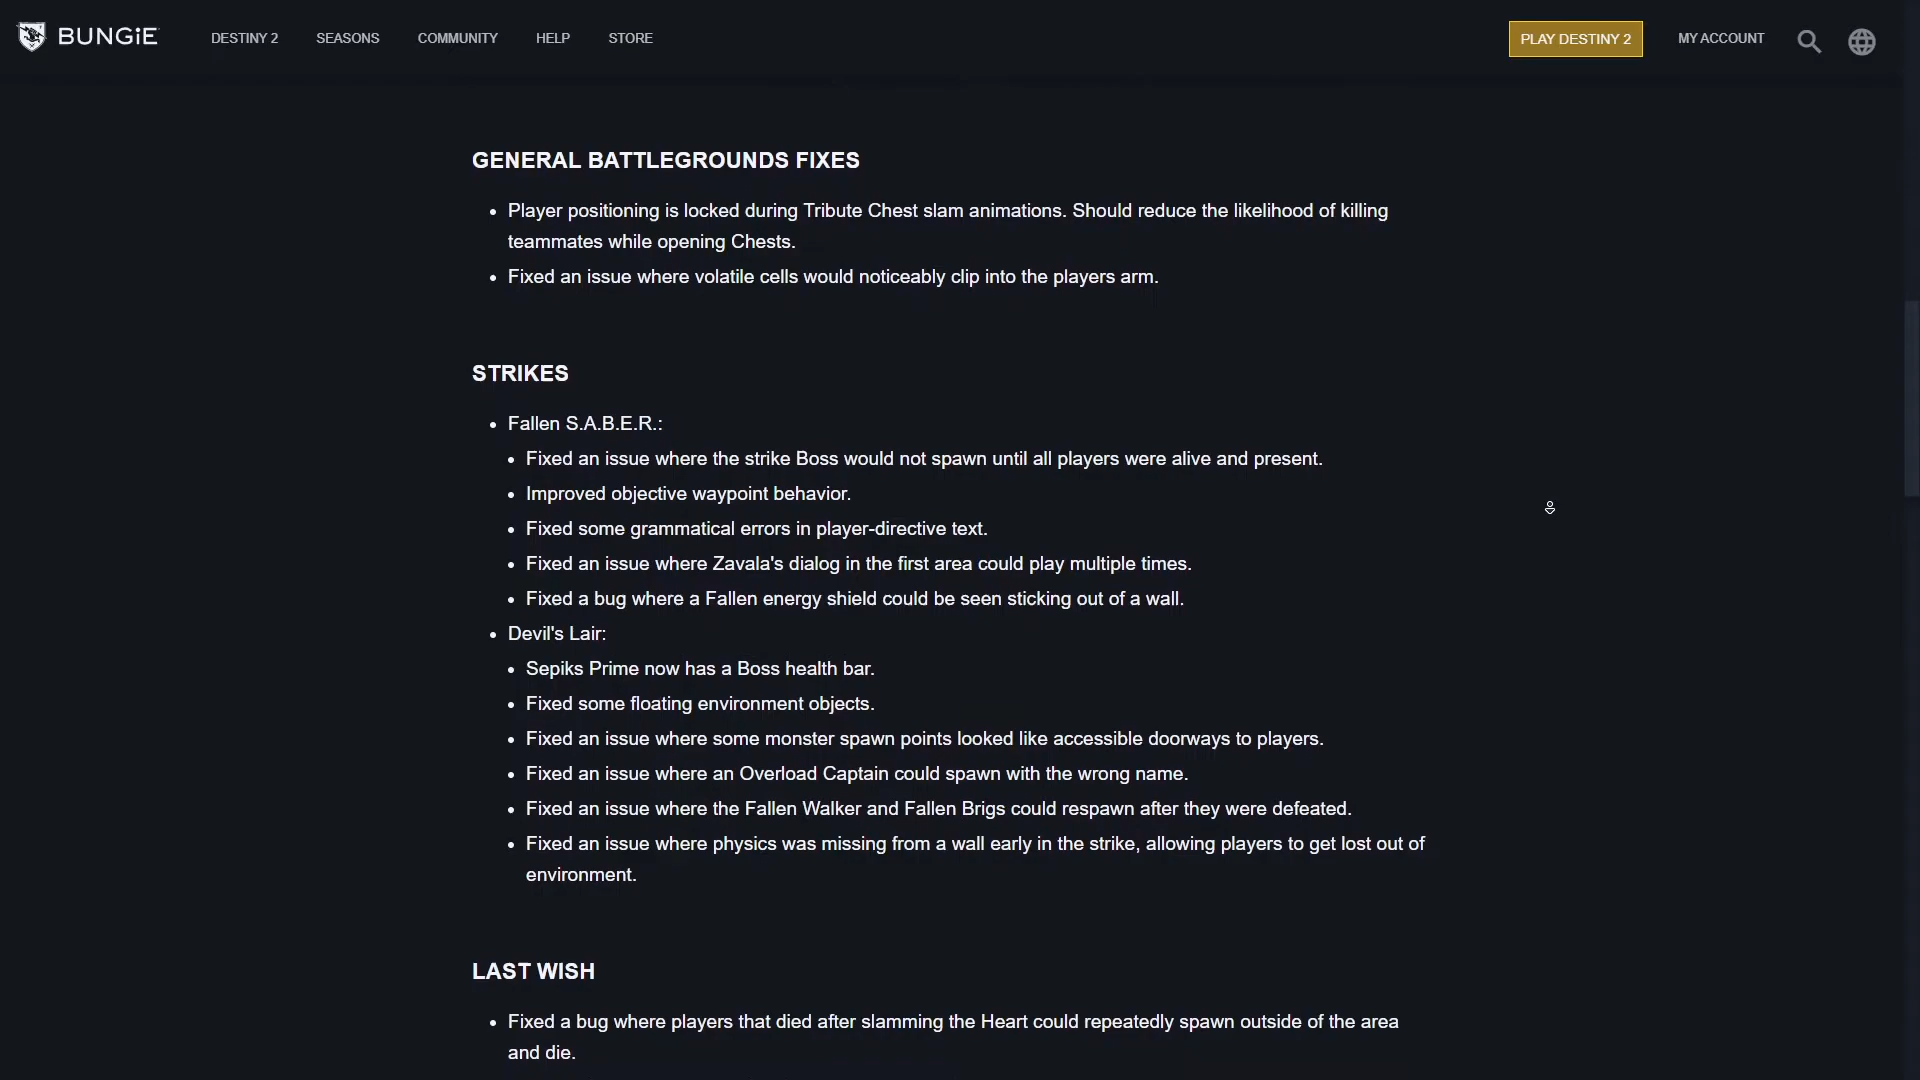 BUNGiE DESTINY 2 SEASONS COMMUNITY HELP STORE PLAY DESTINY 2 MY ACCOUNT
GENERAL BATTLEGROUNDS FIXES
• Player positioning is locked during Tribute Chest slam animations. Should reduce the likelihood of killing
teammates while opening Chests.
• Fixed an issue where volatile cells would noticeably clip into the players arm.
STRIKES
• Fallen S.A.B.E.R.:
• Fixed an issue where the strike Boss would not spawn until all players were alive and present.
• Improved objective waypoint behavior.
• Fixed some grammatical errors in player-directive text.
• Fixed an issue where Zavala's dialog in the first area could play multiple times.
• Fixed a bug where a Fallen energy shield could be seen sticking out of a wall.
• Devil's Lair:
• Sepiks Prime now has a Boss health bar.
• Fixed some floating environment objects.
• Fixed an issue where some monster spawn points looked like accessible doorways to players.
• Fixed an issue where an Overload Captain could spawn with the wrong name.
• Fixed an issue where the Fallen Walker and Fallen Brigs could respawn after they were defeated.
• Fixed an issue where physics was missing from a wall early in the strike, allowing players to get lost out of
environment.
LAST WISH
• Fixed a bug where players that died after slamming the Heart could repeatedly spawn outside of the area
and die.